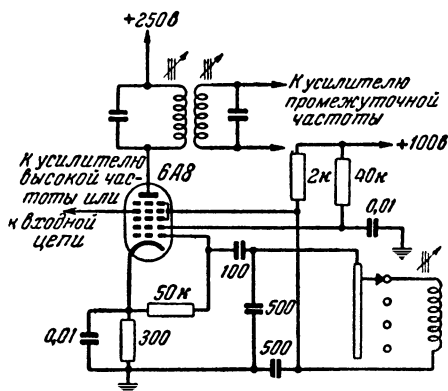 +250в
К усилителю
промежуточной
частоты
+100в
К усилителю
высокой час-
тоты или
к входной
цепи
6А8
2к
40к
0,01
50к
100
500
0,01
300
500